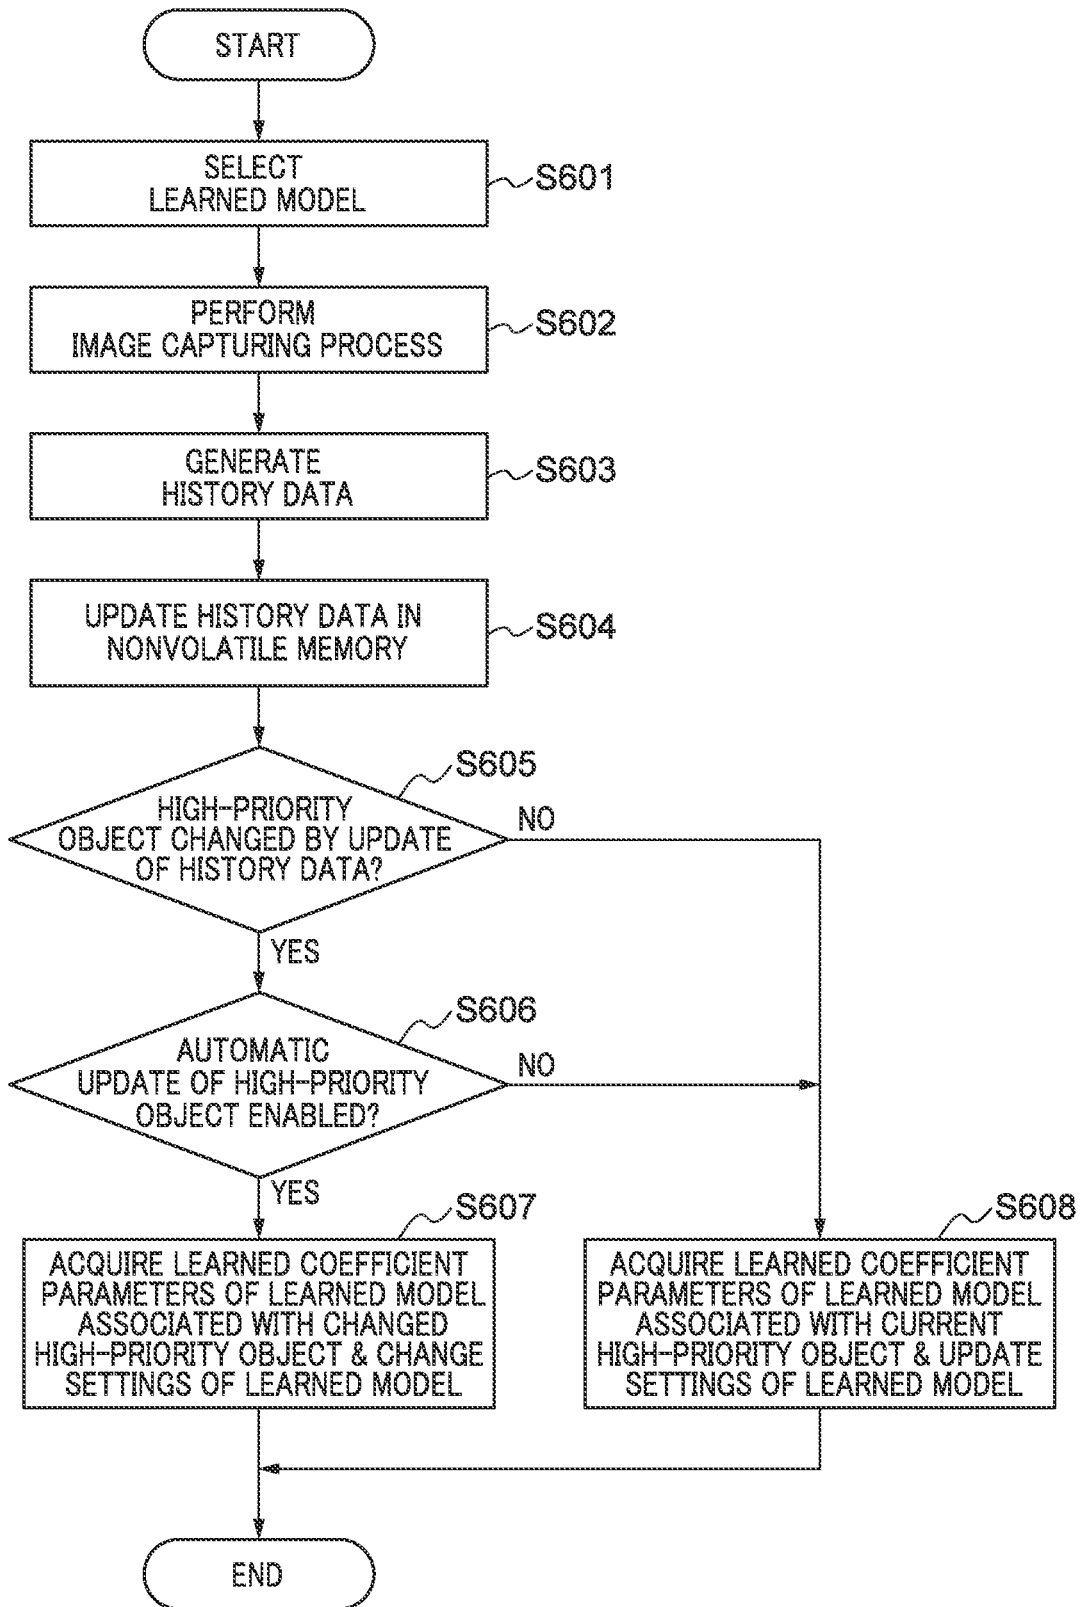 START
SELECT
LEARNED MODEL
S601
PERFORM
IMAGE CAPTURING PROCESS
S602
GENERATE
HISTORY DATA
S603
UPDATE HISTORY DATA IN
NONVOLATILE MEMORY
S604
S605
HIGH-PRIORITY
OBJECT CHANGED BY UPDATE
OF HISTORY DATA?
NO
YES
S606
AUTOMATIC
UPDATE OF HIGH-PRIORITY
OBJECT ENABLED?
NO
YES
S607
ACQUIRE LEARNED COEFFICIENT
PARAMETERS OF LEARNED MODEL
ASSOCIATED WITH CHANGED
HIGH-PRIORITY OBJECT & CHANGE
SETTINGS OF LEARNED MODEL
S608
ACQUIRE LEARNED COEFFICIENT
PARAMETERS OF LEARNED MODEL
ASSOCIATED WITH CURRENT
HIGH-PRIORITY OBJECT & UPDATE
SETTINGS OF LEARNED MODEL
END